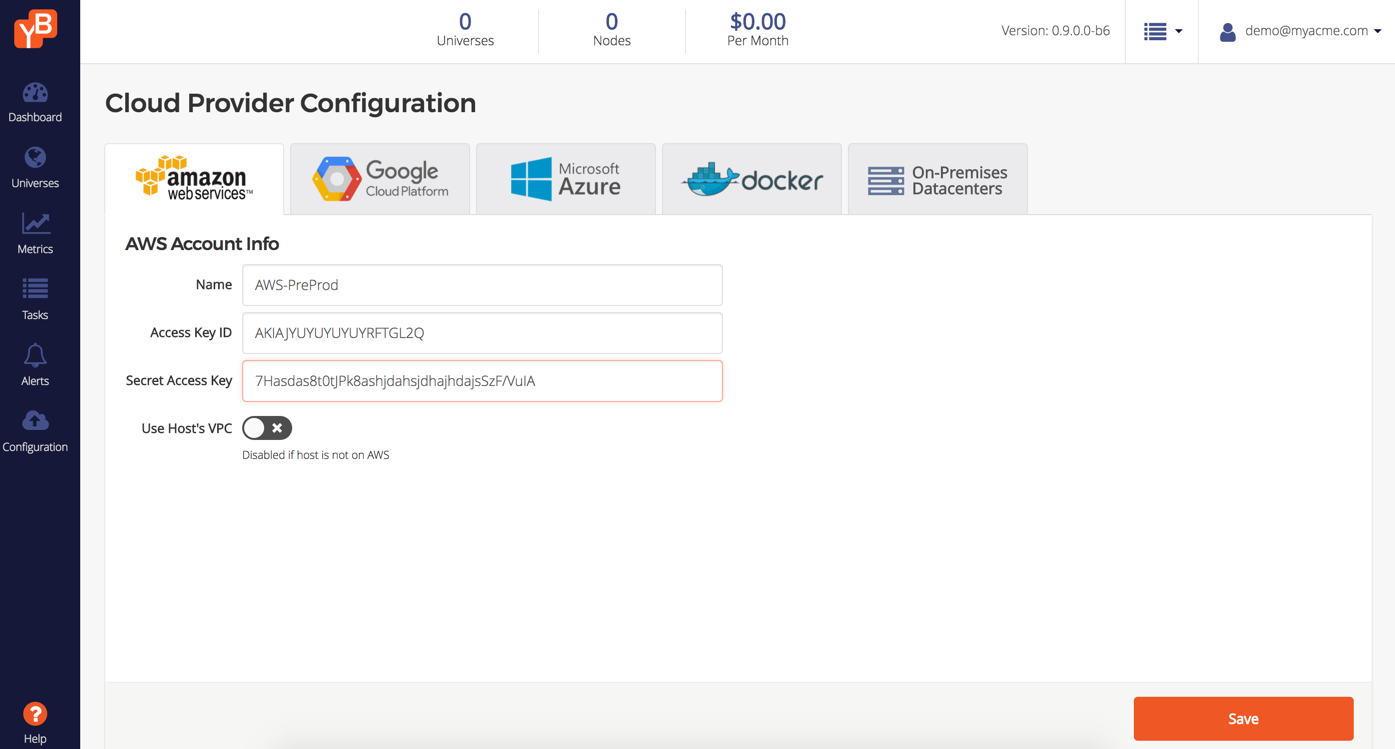 YB
0
Universes
0
Nodes
$0.00
Per Month
Version: 0.9.0.0-b6
demo@myacme.com
Dashboard
Universes
Metrics
Tasks
Alerts
Configuration
?
Help
Cloud Provider Configuration
amazon
web services™
Google
Cloud Platform
Microsoft
Azure
docker
On-Premises
Datacenters
AWS Account Info
Name
AWS-PreProd
Access Key ID
AKIAJYUYUYUYUYRFTGL2Q
Secret Access Key
7Hasdas8t0tJPk8ashjdahsjdhajhdajsSzF/VuIA
Use Host's VPC
Disabled if host is not on AWS
Save